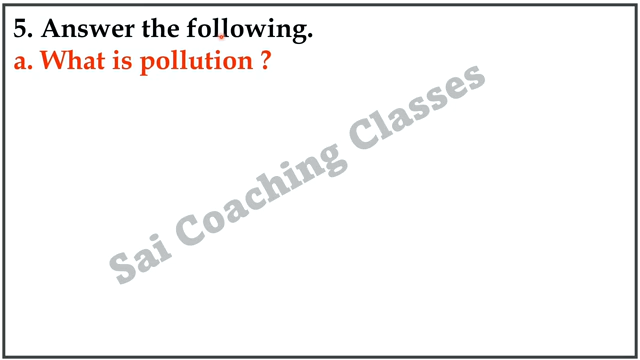 5. Answer the following.
a. What is pollution ?
Sai Coaching Classes